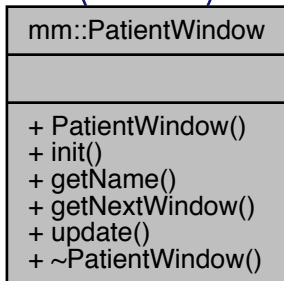 mm::PatientWindow
+ PatientWindow()
+ init()
+ getName()
+ getNextWindow()
+ update()
+ ~PatientWindow()